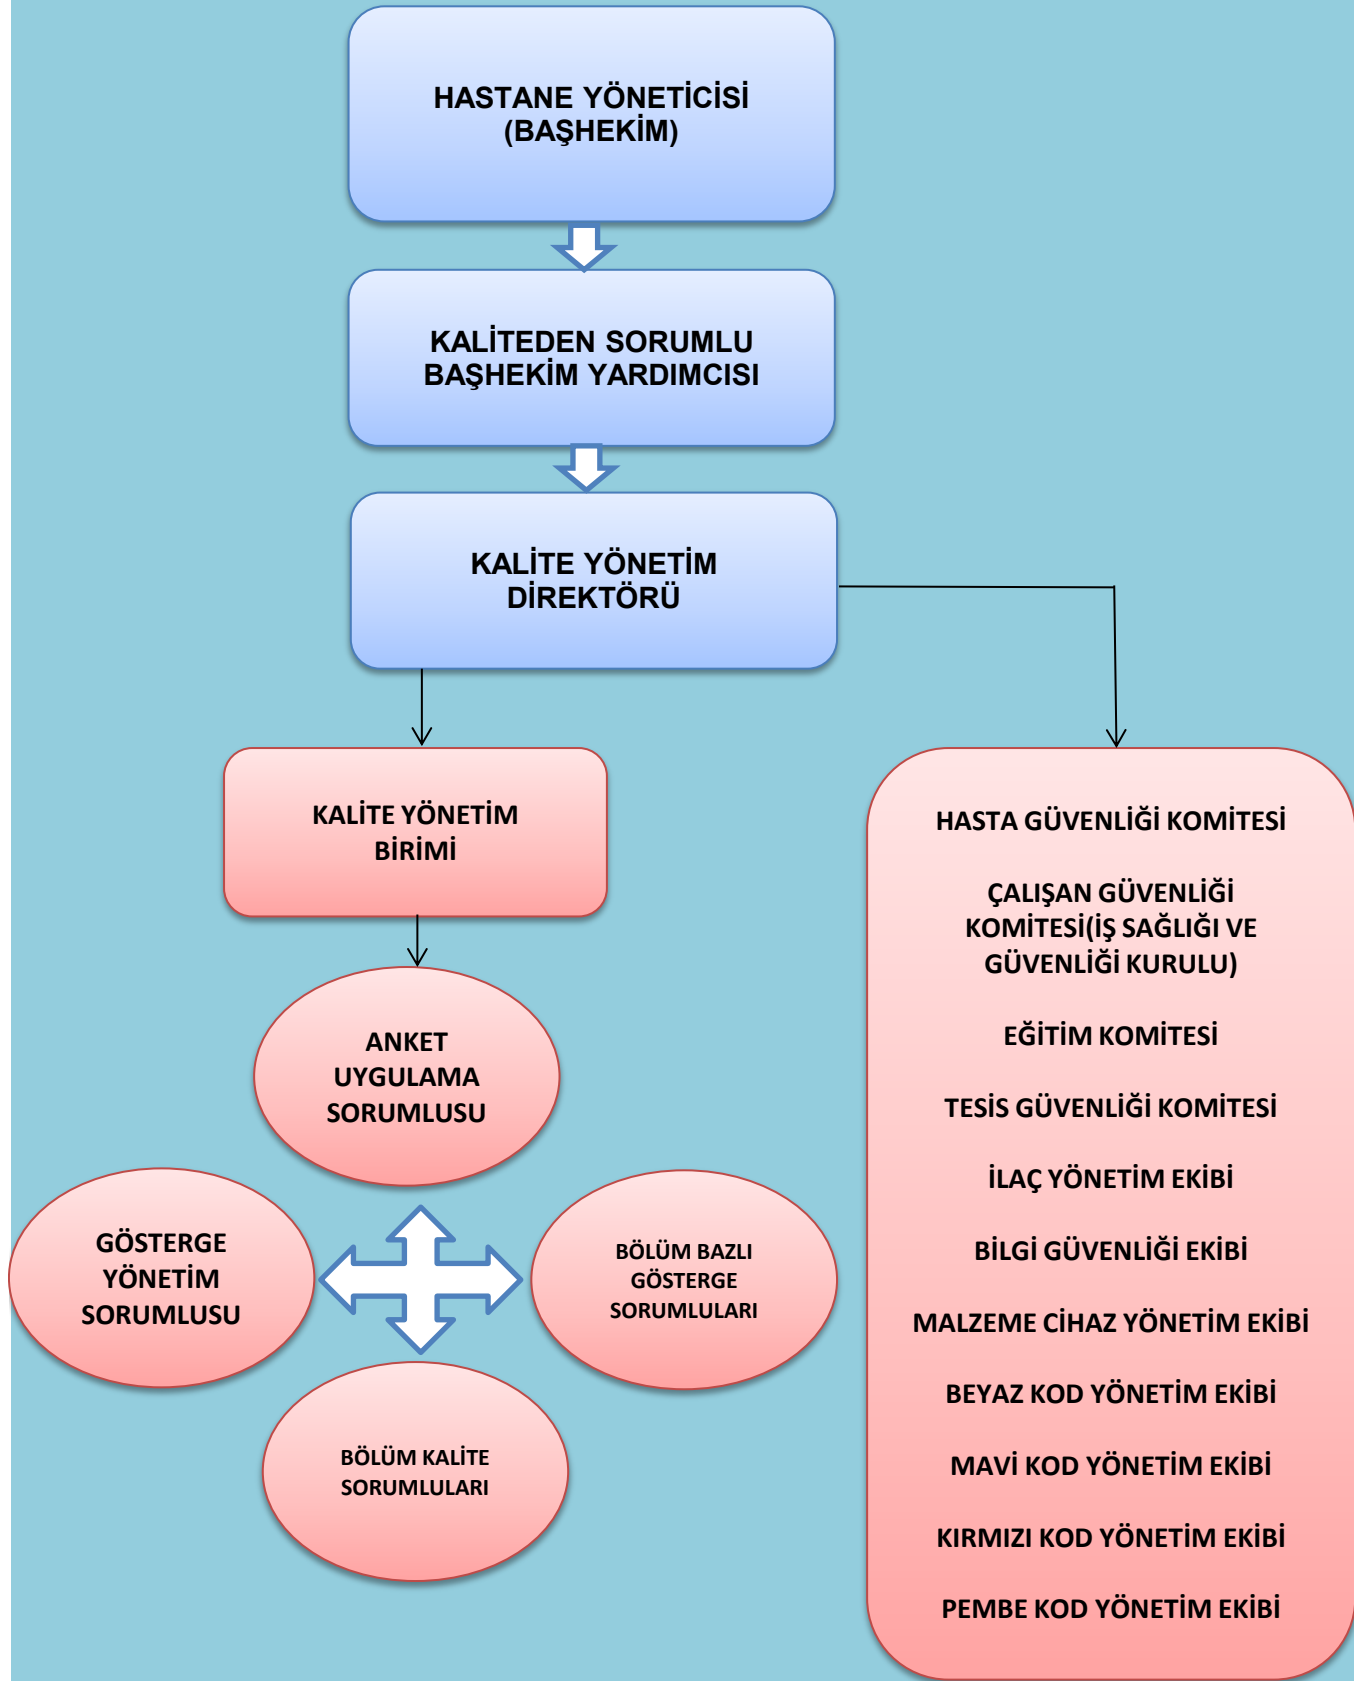 HASTANE YÖNETİCİSİ
(BAŞHEKİM)
KALİTEDEN SORUMLU
BAŞHEKİM YARDIMCISI
KALİTE YÖNETİM
DİREKTÖRÜ
KALİTE YÖNETİM
BİRİMİ
ANKET
UYGULAMA
SORUMLUSU
GÖSTERGE
YÖNETİM
SORUMLUSU
BÖLÜM BAZLI
GÖSTERGE
SORUMLULARI
BÖLÜM KALİTE
SORUMLULARI
HASTA GÜVENLİĞİ KOMİTESİ
ÇALIŞAN GÜVENLİĞİ
KOMİTESİ(İŞ SAĞLIĞI VE
GÜVENLİĞİ KURULU)
EĞİTİM KOMİTESİ
TESİS GÜVENLİĞİ KOMİTESİ
İLAÇ YÖNETİM EKİBİ
BİLGİ GÜVENLİĞİ EKİBİ
MALZEME CİHAZ YÖNETİM EKİBİ
BEYAZ KOD YÖNETİM EKİBİ
MAVİ KOD YÖNETİM EKİBİ
KIRMIZI KOD YÖNETİM EKİBİ
PEMBE KOD YÖNETİM EKİBİ